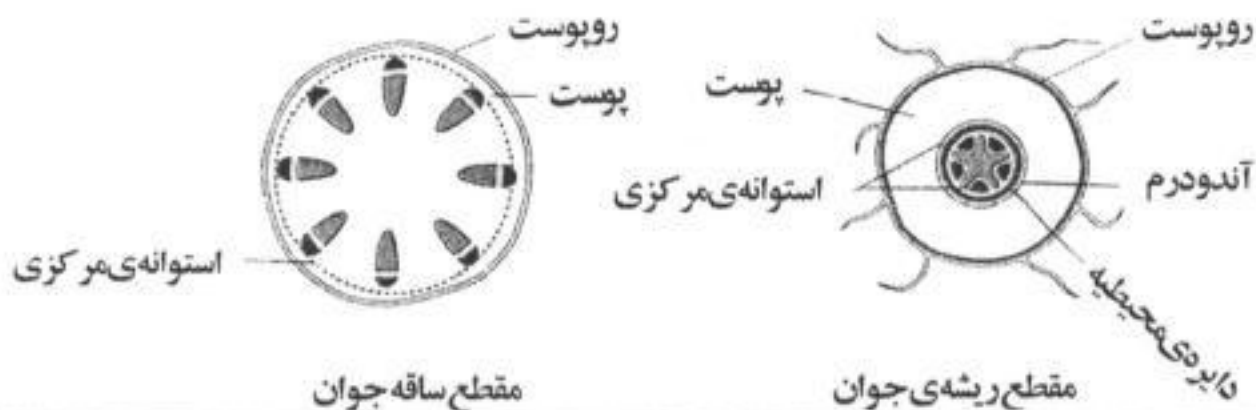 روپوست
پوست
آندودرم
استوانه‌ی مرکزی
دایره‌ی محیطیه
مقطع ریشه‌ی جوان
روپوست
پوست
استوانه‌ی مرکزی
مقطع ساقه جوان